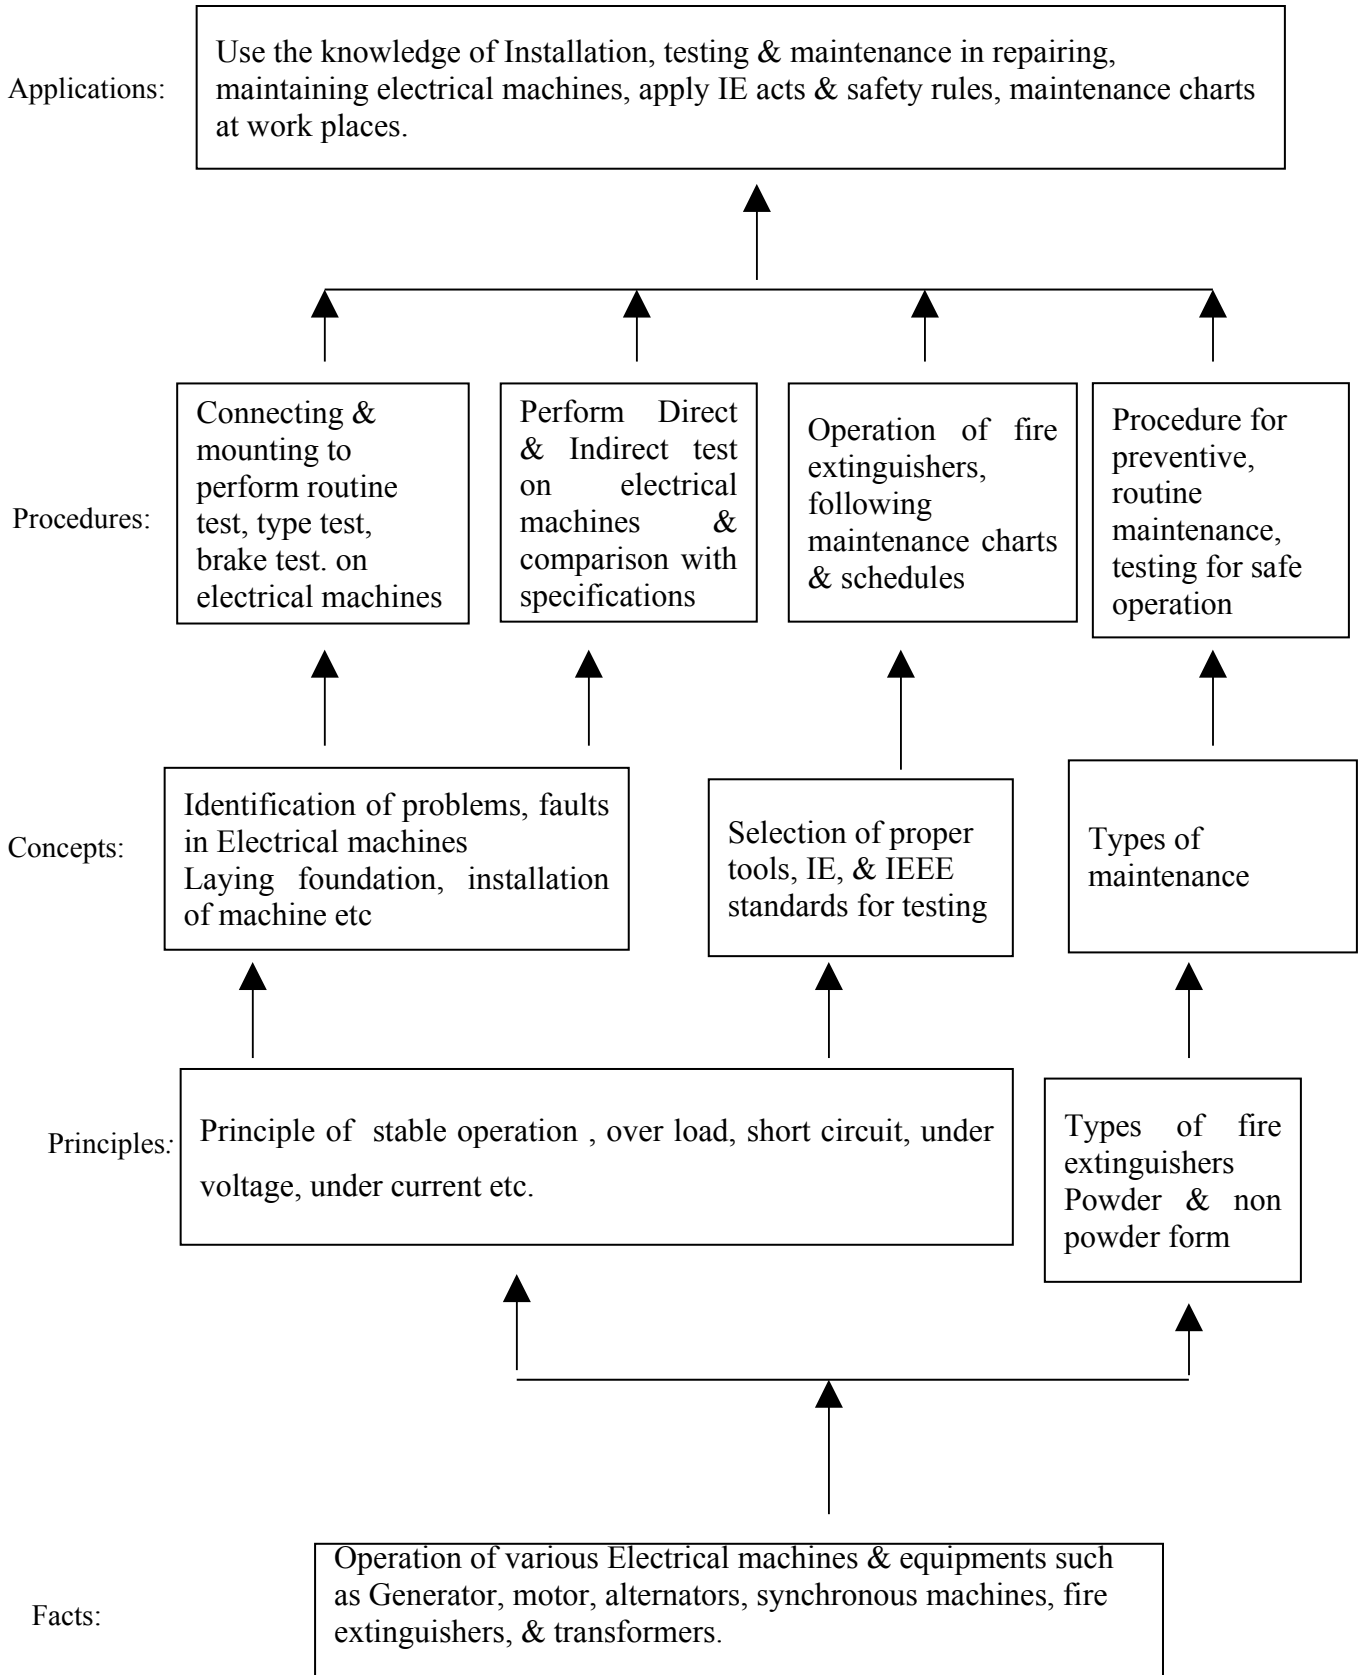 Applications:
Use the knowledge of Installation, testing & maintenance in repairing,
maintaining electrical machines, apply IE acts & safety rules, maintenance charts
at work places.
Procedures:
Connecting &
mounting to
perform routine
test, type test,
brake test. on
electrical machines
Perform Direct
& Indirect test
on electrical
machines &
comparison with
specifications
Operation of fire
extinguishers,
following
maintenance charts
& schedules
Procedure for
preventive,
routine
maintenance,
testing for safe
operation
Concepts:
Identification of problems, faults
in Electrical machines
Laying foundation, installation
of machine etc
Selection of proper
tools, IE, & IEEE
standards for testing
Types of
maintenance
Principles:
Principle of stable operation , over load, short circuit, under
voltage, under current etc.
Types of fire
extinguishers
Powder & non
powder form
Facts:
Operation of various Electrical machines & equipments such
as Generator, motor, alternators, synchronous machines, fire
extinguishers, & transformers.